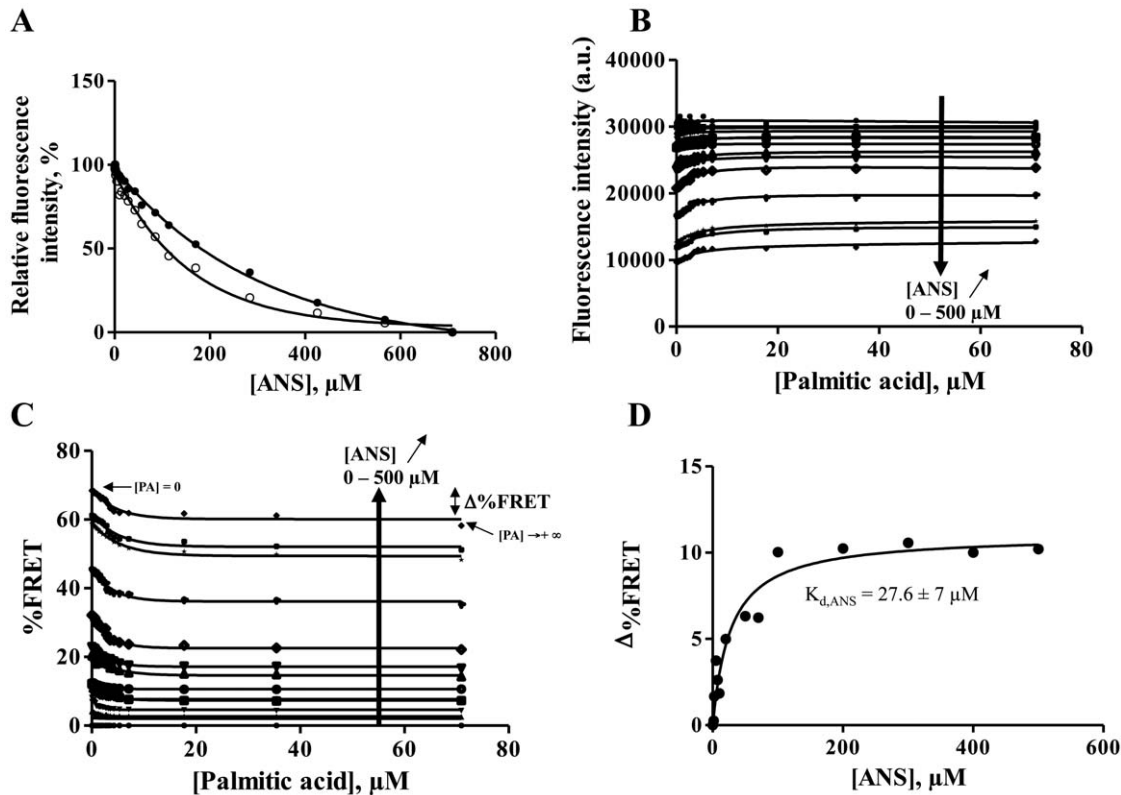 A
Relative fluorescence
intensity, %
150
100
50
0
0 200 400 600 800
[ANS], µM
B
Fluorescence intensity (a.u.)
40000
30000
20000
10000
0
[ANS]
0 – 500 µM
0 20 40 60 80
[Palmitic acid], µM
C
%FRET
80
60
40
20
0
[PA] = 0
[ANS]
0 – 500 µM
Δ%FRET
[PA] →+ ∞
0 20 40 60 80
[Palmitic acid], µM
D
Δ%FRET
15
10
5
0
Kd,ANS = 27.6 ± 7 µM
0 200 400 600
[ANS], µM